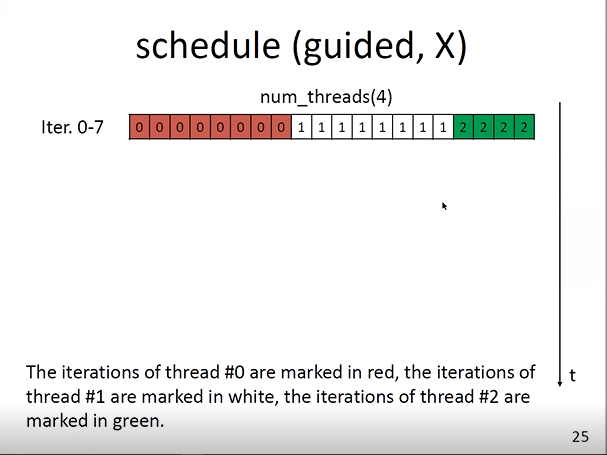 schedule (guided, X)
num_threads(4)
Iter. 0-7 0 0 0 0 0 0 0 0 1 1 1 1 1 1 1 1 2 2 2 2
The iterations of thread #0 are marked in red, the iterations of
thread #1 are marked in white, the iterations of thread #2 are
marked in green.
t
25